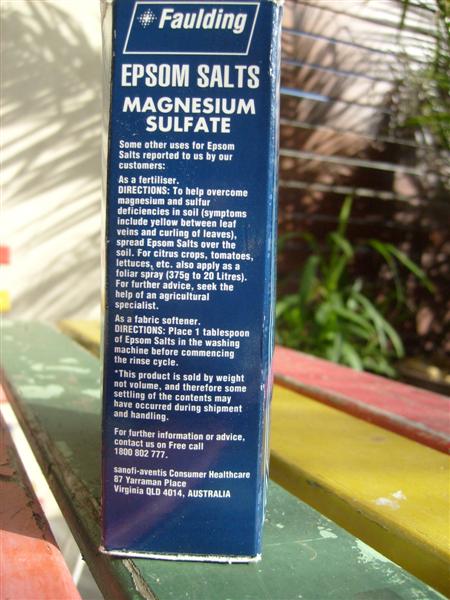 Faulding
EPSOM SALTS
MAGNESIUM
SULFATE
Some other uses for Epsom
Salts reported to us by our
customers:
As a fertiliser.
DIRECTIONS: To help overcome
magnesium and sulfur
deficiencies in soil (symptoms
include yellow between leaf
veins and curling of leaves),
spread Epsom Salts over the
soil. For citrus crops, tomatoes,
lettuces, etc. also apply as a
foliar spray (375g to 20 Litres).
For further advice, seek the
help of an agricultural
specialist.
As a fabric softener.
DIRECTIONS: Place 1 tablespoon
of Epsom Salts in the washing
machine before commencing
the rinse cycle.
*This product is sold by weight
not volume, and therefore some
settling of the contents may
have occurred during shipment
and handling.
For further information or advice,
contact us on Free call
1800 802 777.
sanofi-aventis Consumer Healthcare
87 Yarraman Place
Virginia QLD 4014, AUSTRALIA